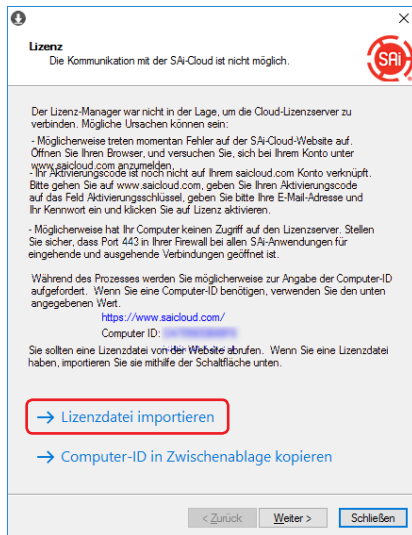 Lizenz
Die Kommunikation mit der SAi-Cloud ist nicht möglich.
SAi
Der Lizenz-Manager war nicht in der Lage, um die Cloud-Lizenzserver zu
verbinden. Mögliche Ursachen können sein:
- Möglicherweise treten momentan Fehler auf der SAi-Cloud-Website auf.
Öffnen Sie Ihren Browser, und versuchen Sie, sich bei Ihrem Konto unter
www.saicloud.com anzumelden.
- Ihr Aktivierungscode ist noch nicht auf Ihrem saicloud.com Konto verknüpft.
Bitte gehen Sie auf www.saicloud.com, geben Sie Ihren Aktivierungscode
auf das Feld Aktivierungsschlüssel, geben Sie bitte Ihre E-Mail-Adresse und
Ihr Kennwort ein und klicken Sie auf Lizenz aktivieren.
- Möglicherweise hat Ihr Computer keinen Zugriff auf den Lizenzserver. Stellen
Sie sicher, dass Port 443 in Ihrer Firewall bei allen SAi-Anwendungen für
eingehende und ausgehende Verbindungen geöffnet ist.
Während des Prozesses werden Sie möglicherweise zur Angabe der Computer-ID
aufgefordert. Wenn Sie eine Computer-ID benötigen, verwenden Sie den unten
angegebenen Wert.
https://www.saicloud.com/
Computer ID:
Sie sollten eine Lizenzdatei von der Website abrufen. Wenn Sie eine Lizenzdatei
haben, importieren Sie sie mithilfe der Schaltfläche unten.
→ Lizenzdatei importieren
→ Computer-ID in Zwischenablage kopieren
< Zurück Weiter > Schließen